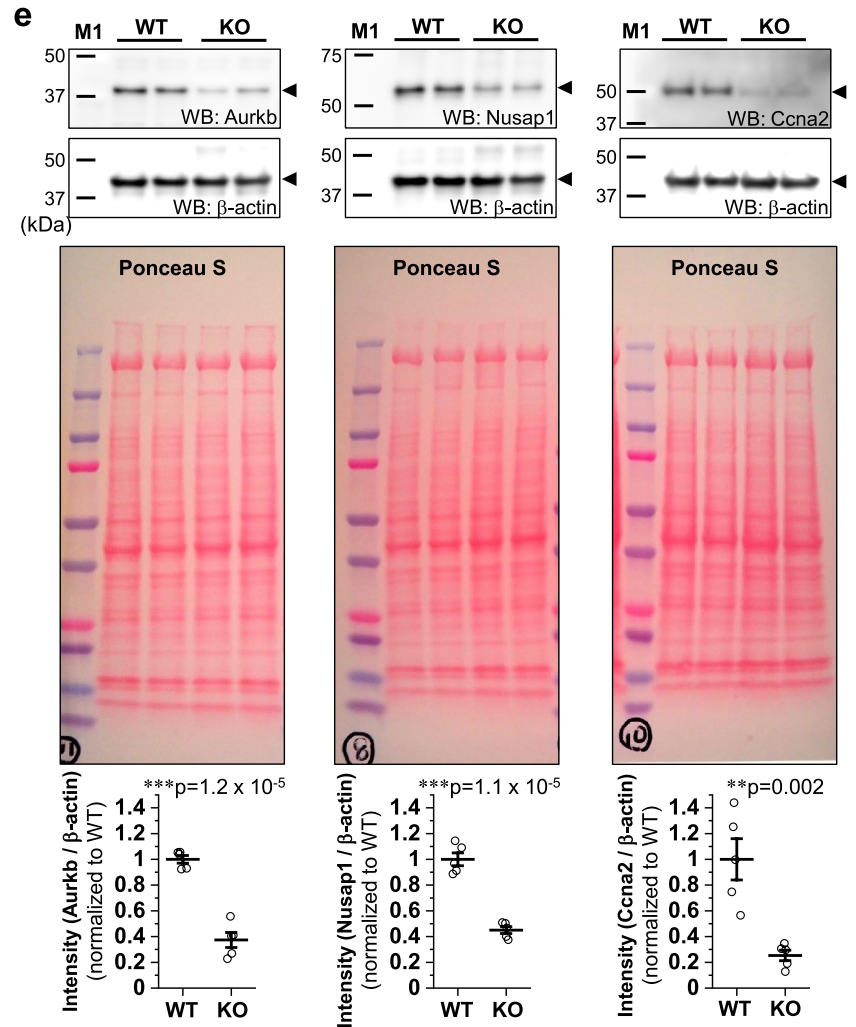 e
M1 WT KO
50
37
WB: Aurkb
50
37
WB: β-actin
(kDa)
M1 WT KO
75
50
WB: Nusap1
50
37
WB: β-actin
M1 WT KO
50
37
WB: Ccna2
50
37
WB: β-actin
Ponceau S
Ponceau S
8
Ponceau S
10
***p=1.2 x 10-5
Intensity (Aurkb / β-actin)
(normalized to WT)
1.4
1.2
1
0.8
0.6
0.4
0.2
0
WT KO
***p=1.1 x 10-5
Intensity (Nusap1 / β-actin)
(normalized to WT)
1.4
1.2
1
0.8
0.6
0.4
0.2
0
WT KO
**p=0.002
Intensity (Ccna2 / β-actin)
(normalized to WT)
1.4
1.2
1
0.8
0.6
0.4
0.2
0
WT KO